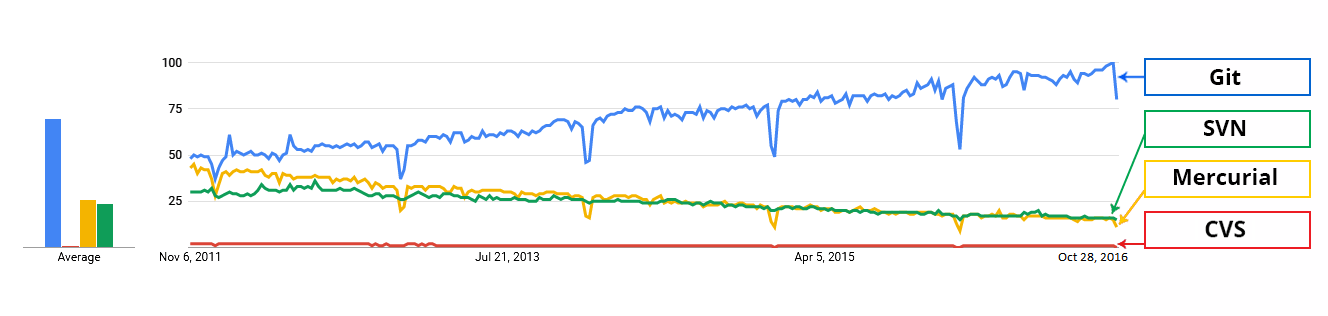 100
75
50
25
Average
Nov 6, 2011
Jul 21, 2013
Apr 5, 2015
Oct 28, 2016
Git
SVN
Mercurial
CVS